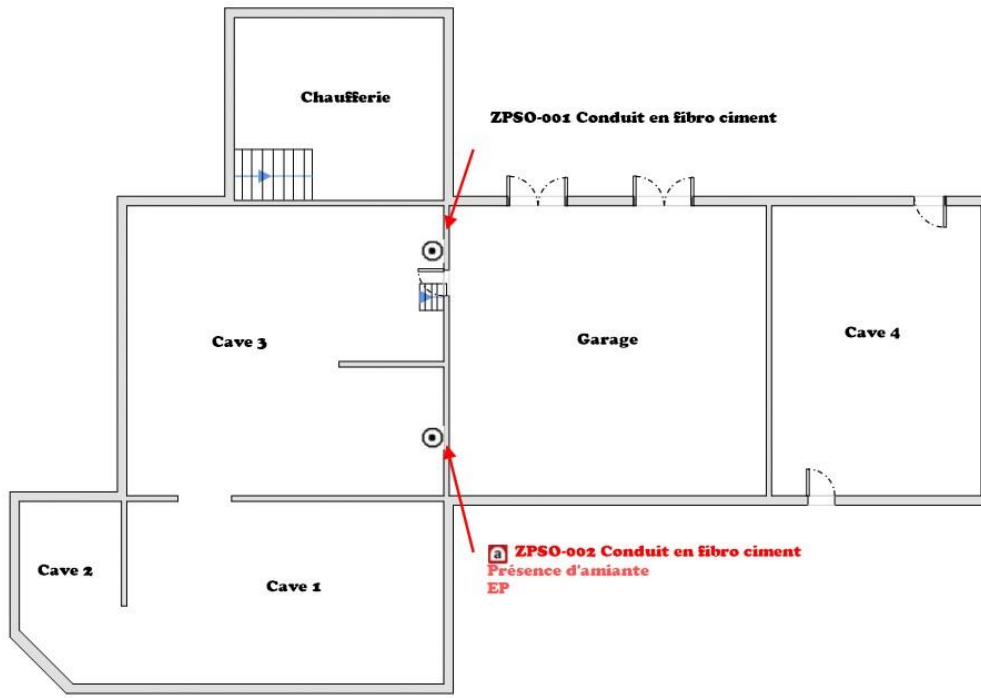 Chaufferie
ZPSO-001 Conduit en fibro ciment
Cave 3
Garage
Cave 4
a ZPSO-002 Conduit en fibro ciment
Présence d'amiante
EP
Cave 2
Cave 1